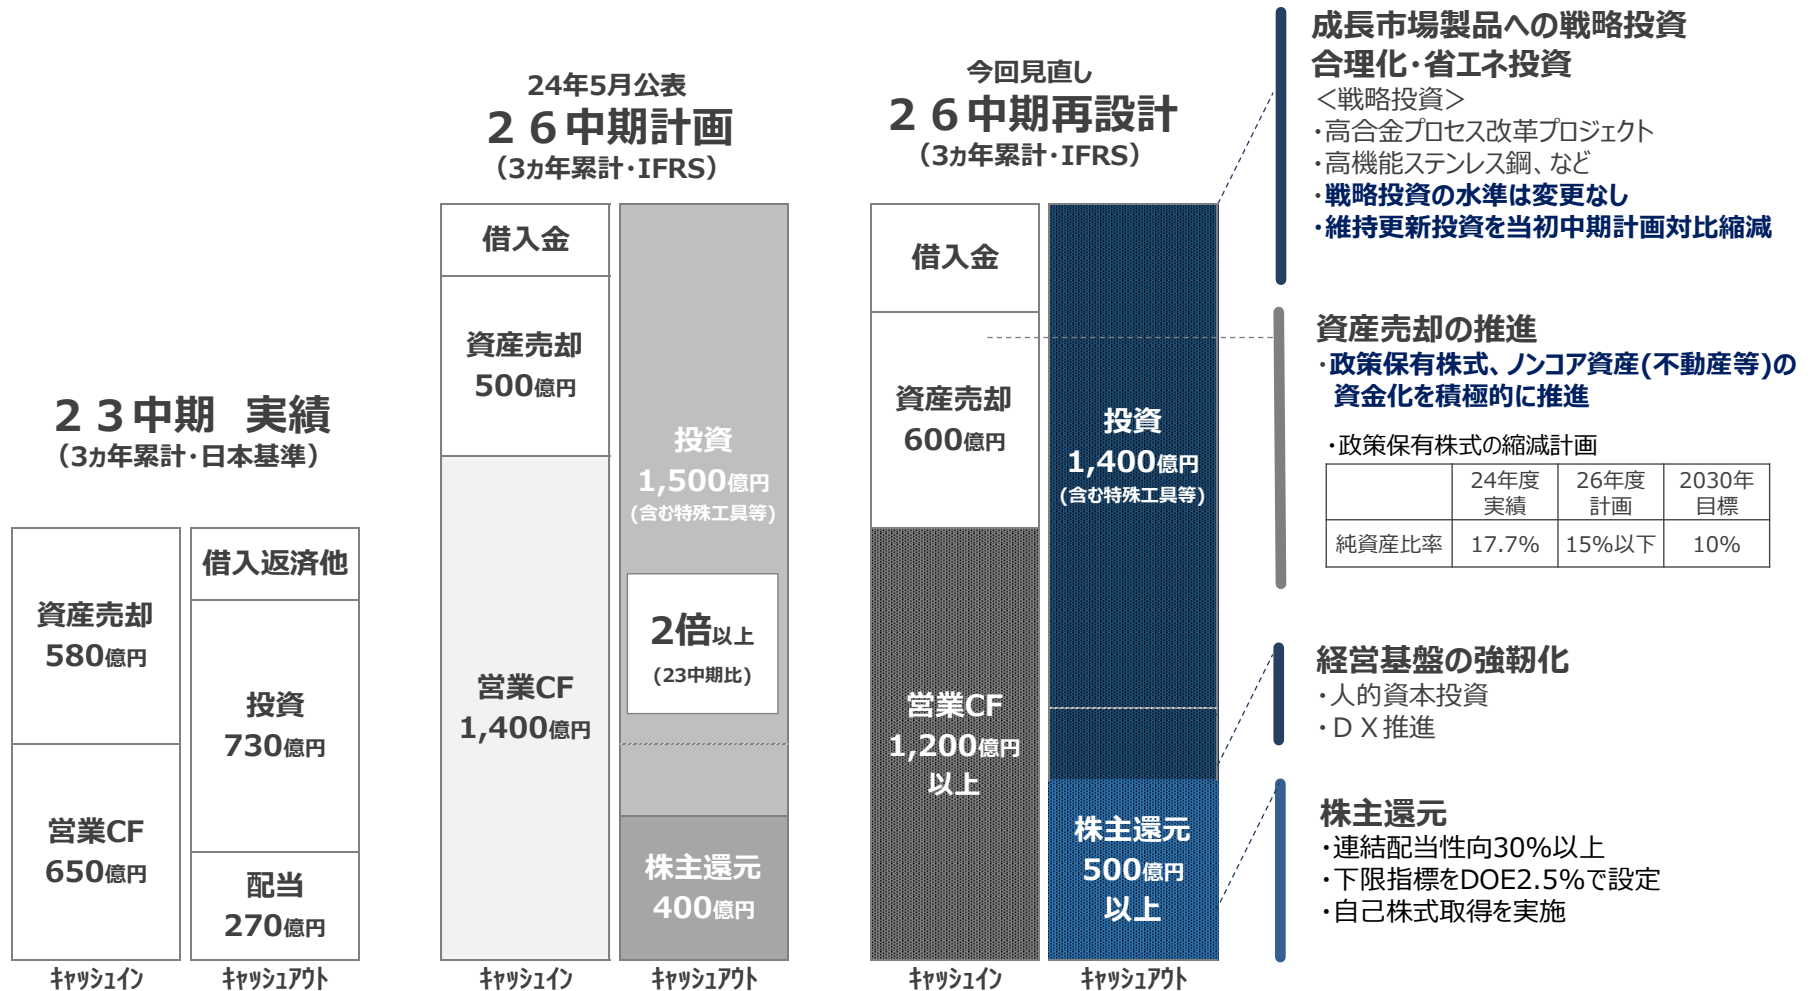 23中期 実績
（3ヵ年累計・日本基準）
資産売却
580億円
営業CF
650億円
キャッシュイン
借入返済他
投資
730億円
配当
270億円
キャッシュアウト
24年5月公表
２６中期計画
（3ヵ年累計・IFRS）
借入金
資産売却
500億円
営業CF
1,400億円
キャッシュイン
投資
1,500億円
(含む特殊工具等)
2倍以上
(23中期比)
株主還元
400億円
キャッシュアウト
今回見直し
２６中期再設計
（3ヵ年累計・IFRS）
借入金
資産売却
600億円
営業CF
1,200億円
以上
キャッシュイン
投資
1,400億円
(含む特殊工具等)
株主還元
500億円
以上
キャッシュアウト
成長市場製品への戦略投資
合理化・省エネ投資
＜戦略投資＞
・高合金プロセス改革プロジェクト
・高機能ステンレス鋼、など
・戦略投資の水準は変更なし
・維持更新投資を当初中期計画対比縮減
資産売却の推進
・政策保有株式、ノンコア資産(不動産等)の
資金化を積極的に推進
・政策保有株式の縮減計画
24年度 26年度 2030年
実績 計画 目標
純資産比率 17.7% 15%以下 10%
経営基盤の強靭化
・人的資本投資
・ＤＸ推進
株主還元
・連結配当性向30%以上
・下限指標をDOE2.5%で設定
・自己株式取得を実施